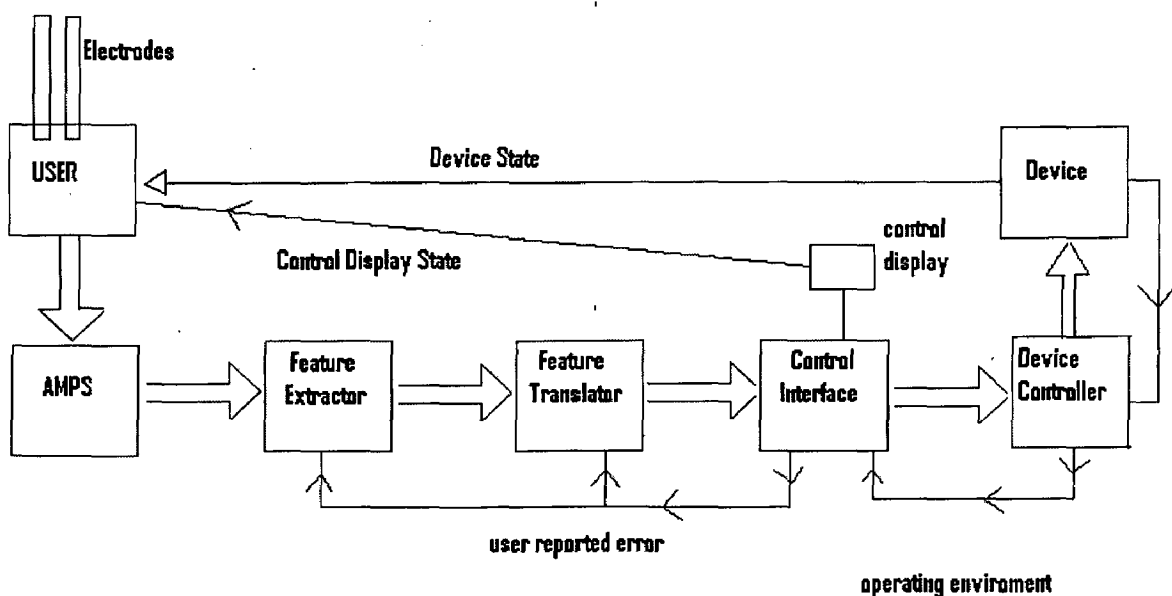 Electrodes
USER
Device State
Device
control
display
Control Display State
AMPS
Feature
Extractor
Feature
Translator
Control
Interface
Device
Controller
user reported error
operating enviroment